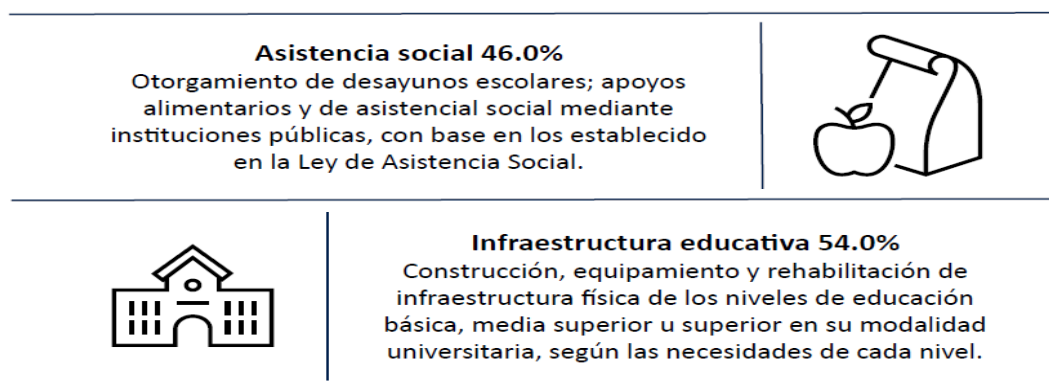 Asistencia social 46.0%
Otorgamiento de desayunos escolares; apoyos
alimentarios y de asistencial social mediante
instituciones públicas, con base en los establecido
en la Ley de Asistencia Social.
Infraestructura educativa 54.0%
Construcción, equipamiento y rehabilitación de
infraestructura física de los niveles de educación
básica, media superior u superior en su modalidad
universitaria, según las necesidades de cada nivel.